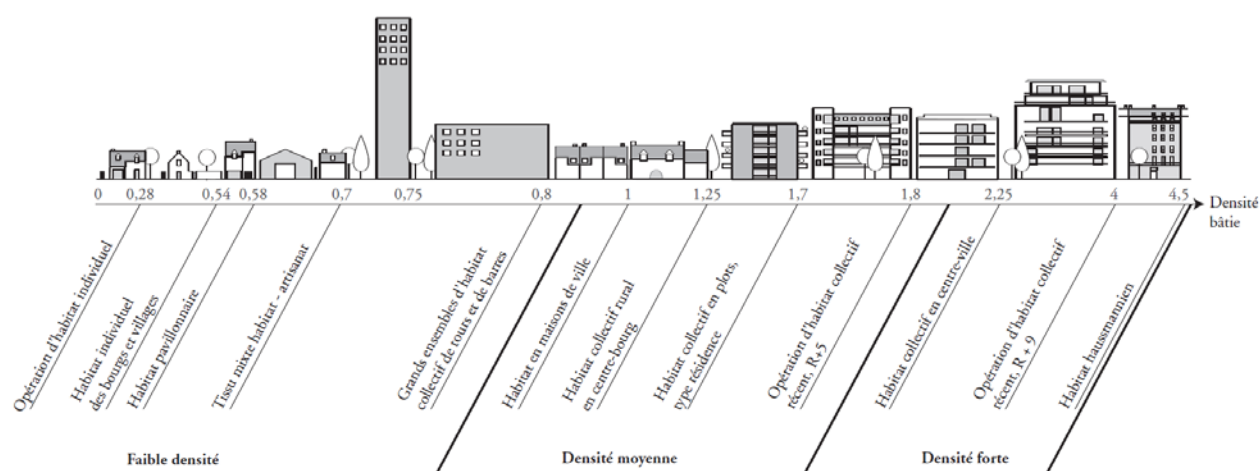 0 0,28 0,54 0,58 0,7 0,75 0,8 1 1,25 1,7 1,8 2,25 4 4,5
Densité
bâtie
Opération d'habitat individuel
Habitat individuel
des bourgs et villages
Habitat pavillonnaire
Tissu mixte habitat - artisanat
Grands ensembles d'habitat
collectif de tours et de barres
Habitat en maisons de ville
Habitat collectif rural
en centre-bourg
Habitat collectif en plots,
type résidence
Opération d'habitat collectif
récent, R+5
Habitat collectif en centre-ville
Opération d'habitat collectif
récent, R + 9
Habitat haussmannien
Faible densité
Densité moyenne
Densité forte